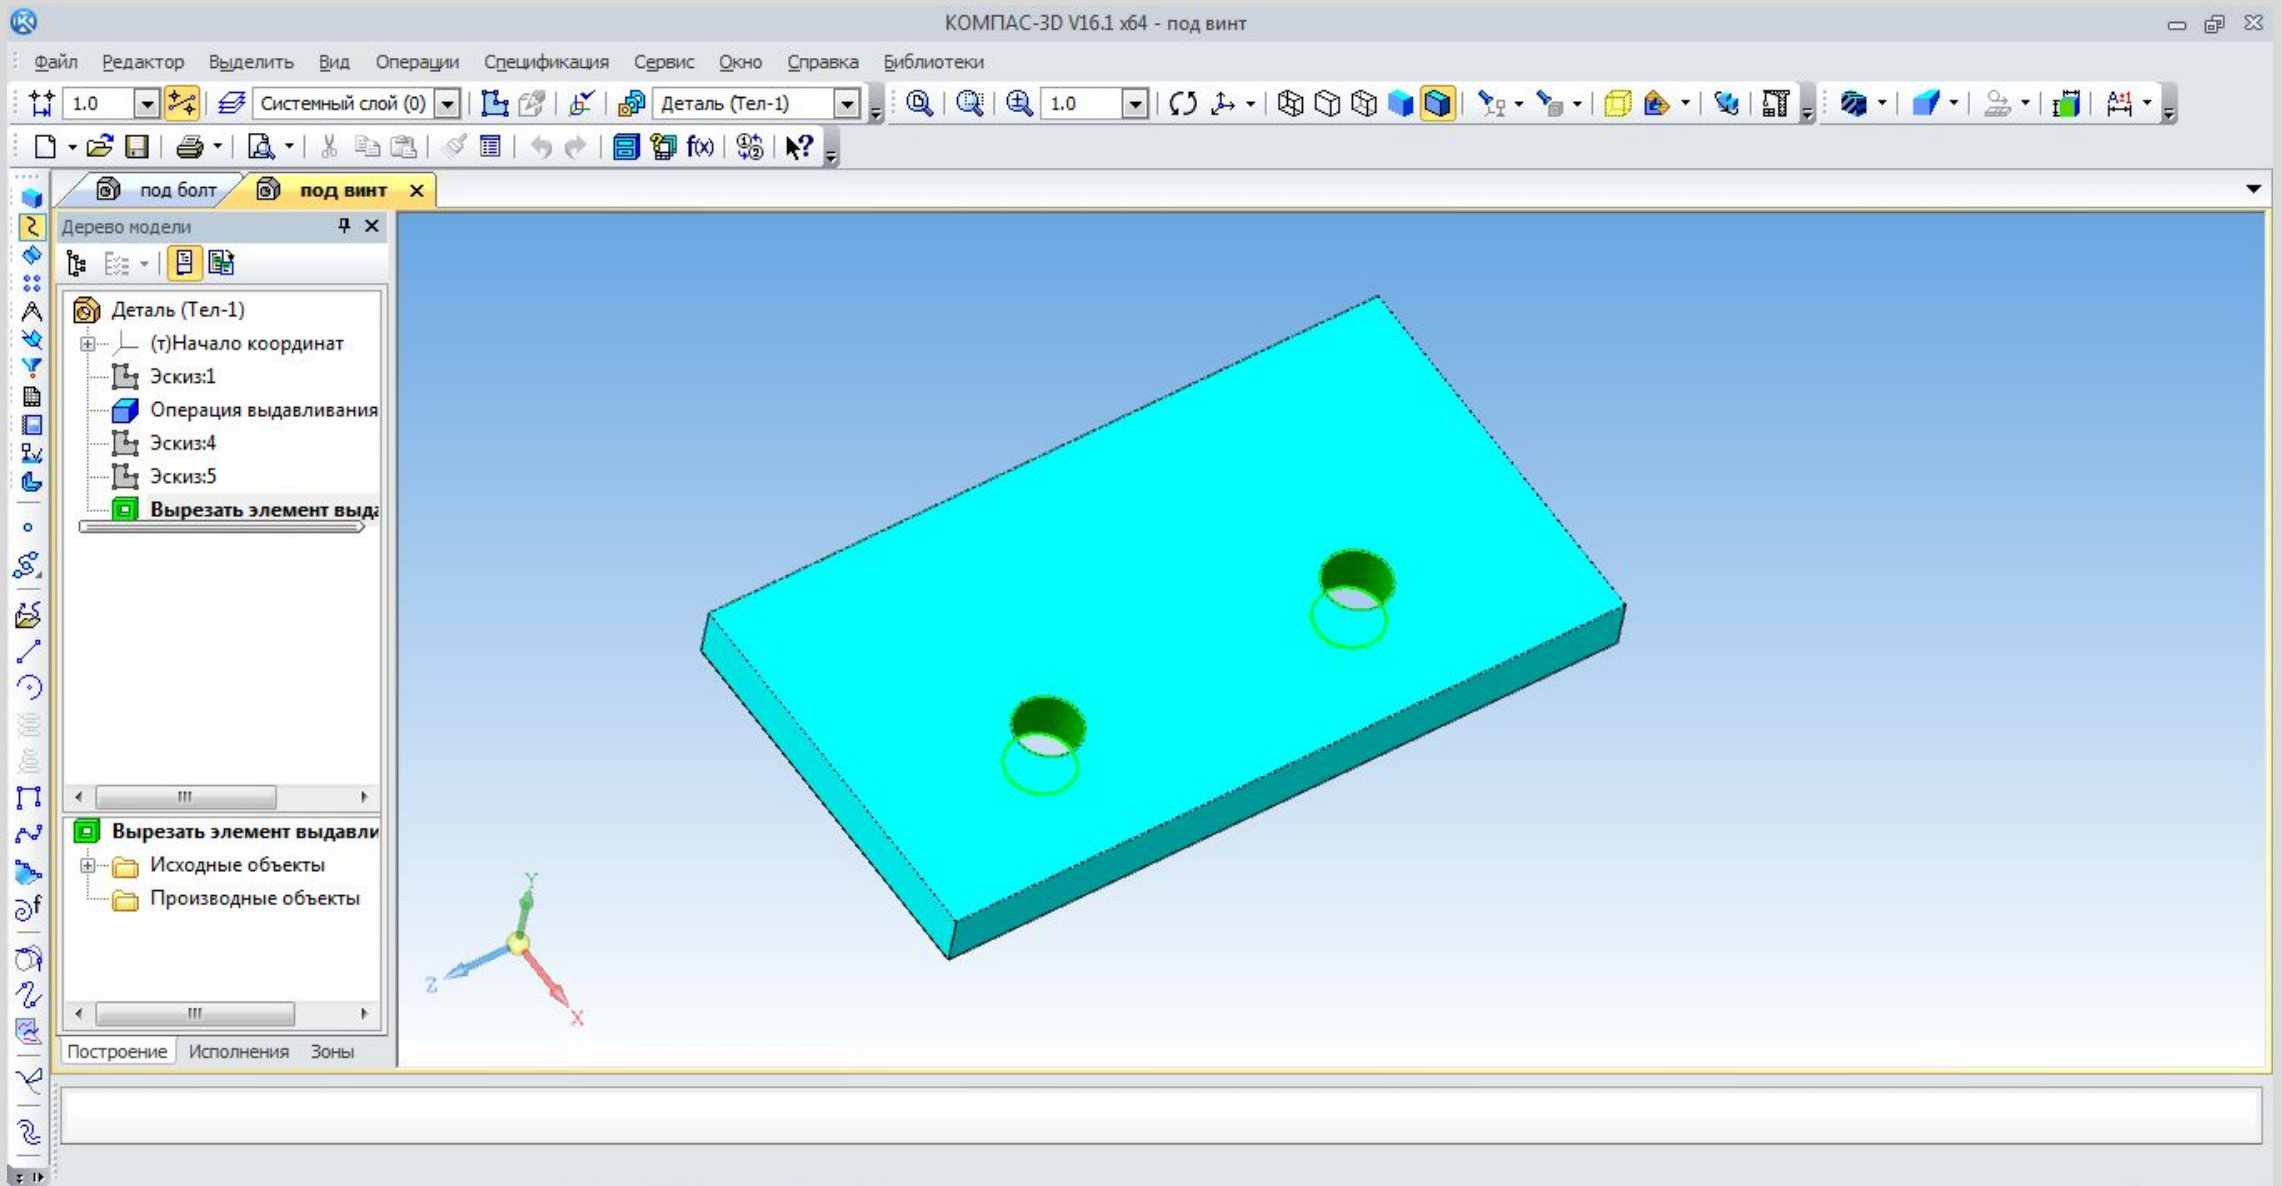 КОМПАС-3D V16.1 x64 - под винт
Файл Редактор Выделить Вид Операции Спецификация Сервис Окно Справка Библиотеки
1.0 Системный слой (0) Деталь (Тел-1) 1.0
f(x)
под болт под винт
Дерево модели
Деталь (Тел-1)
(т)Начало координат
Эскиз:1
Операция выдавливания
Эскиз:4
Эскиз:5
Вырезать элемент выда
Вырезать элемент выдавли
Исходные объекты
Производные объекты
Построение Исполнения Зоны
Y
Z
X